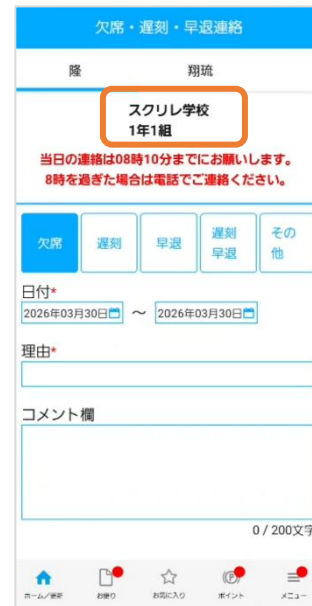 欠席・遅刻・早退連絡
隆 翔琉
スクリレ学校
1年1組
当日の連絡は08時10分までにお願いします。
8時を過ぎた場合は電話でご連絡ください。
欠席 遅刻 早退 遅刻早退 その他
日付*
2026年03月30日 ～ 2026年03月30日
理由*
コメント欄
0 / 200文字
ホーム/更新 お便り お気に入り ポイント メニュー